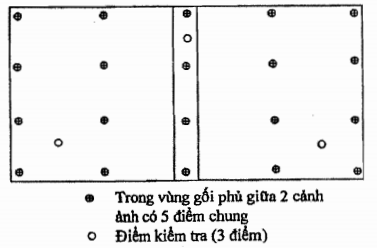 Trong vùng gối phủ giữa 2 cảnh
ảnh có 5 điểm chung
Điểm kiểm tra (3 điểm)